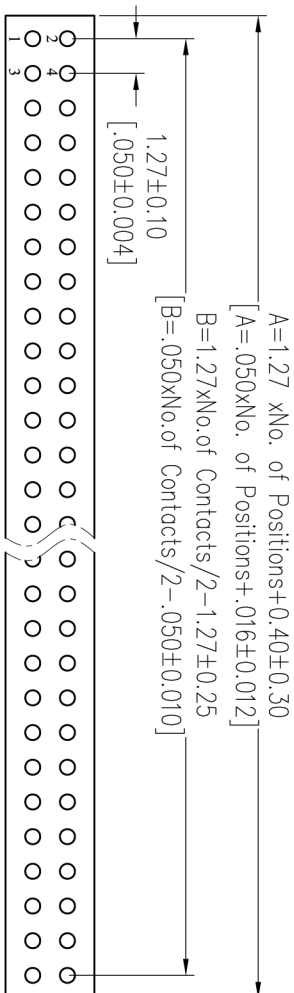 A=1.27 xNo. of Positions+0.40±0.30
[A=.050xNo. of Positions+.016±0.012]
B=1.27xNo.of Contacts/2-1.27±0.25
[B=.050xNo.of Contacts/2-.050±0.010]
1.27±0.10
[.050±0.004]
2 4
1 3